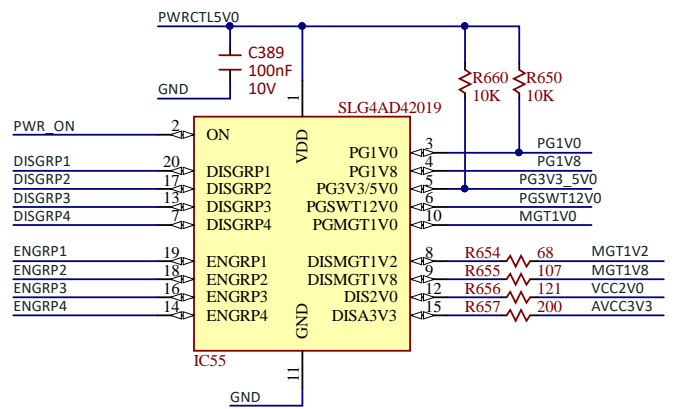 PWRCTL5V0
C389
100nF
10V
GND
R660
10K
R650
10K
1
SLG4AD42019
VDD
PWR_ON
2
ON
DISGRP1
20
DISGRP1
DISGRP2
17
DISGRP2
DISGRP3
13
DISGRP3
DISGRP4
7
DISGRP4
ENGRP1
19
ENGRP1
ENGRP2
18
ENGRP2
ENGRP3
16
ENGRP3
ENGRP4
14
ENGRP4
PG1V0
3
PG1V0
PG1V8
4
PG1V8
PG3V3/5V0
5
PG3V3_5V0
PGSWT12V0
6
PGSWT12V0
PGMGT1V0
10
MGT1V0
DISMGT1V2
8
R654
68
MGT1V2
DISMGT1V8
9
R655
107
MGT1V8
DIS2V0
12
R656
121
VCC2V0
DISA3V3
15
R657
200
AVCC3V3
GND
IC55
11
GND